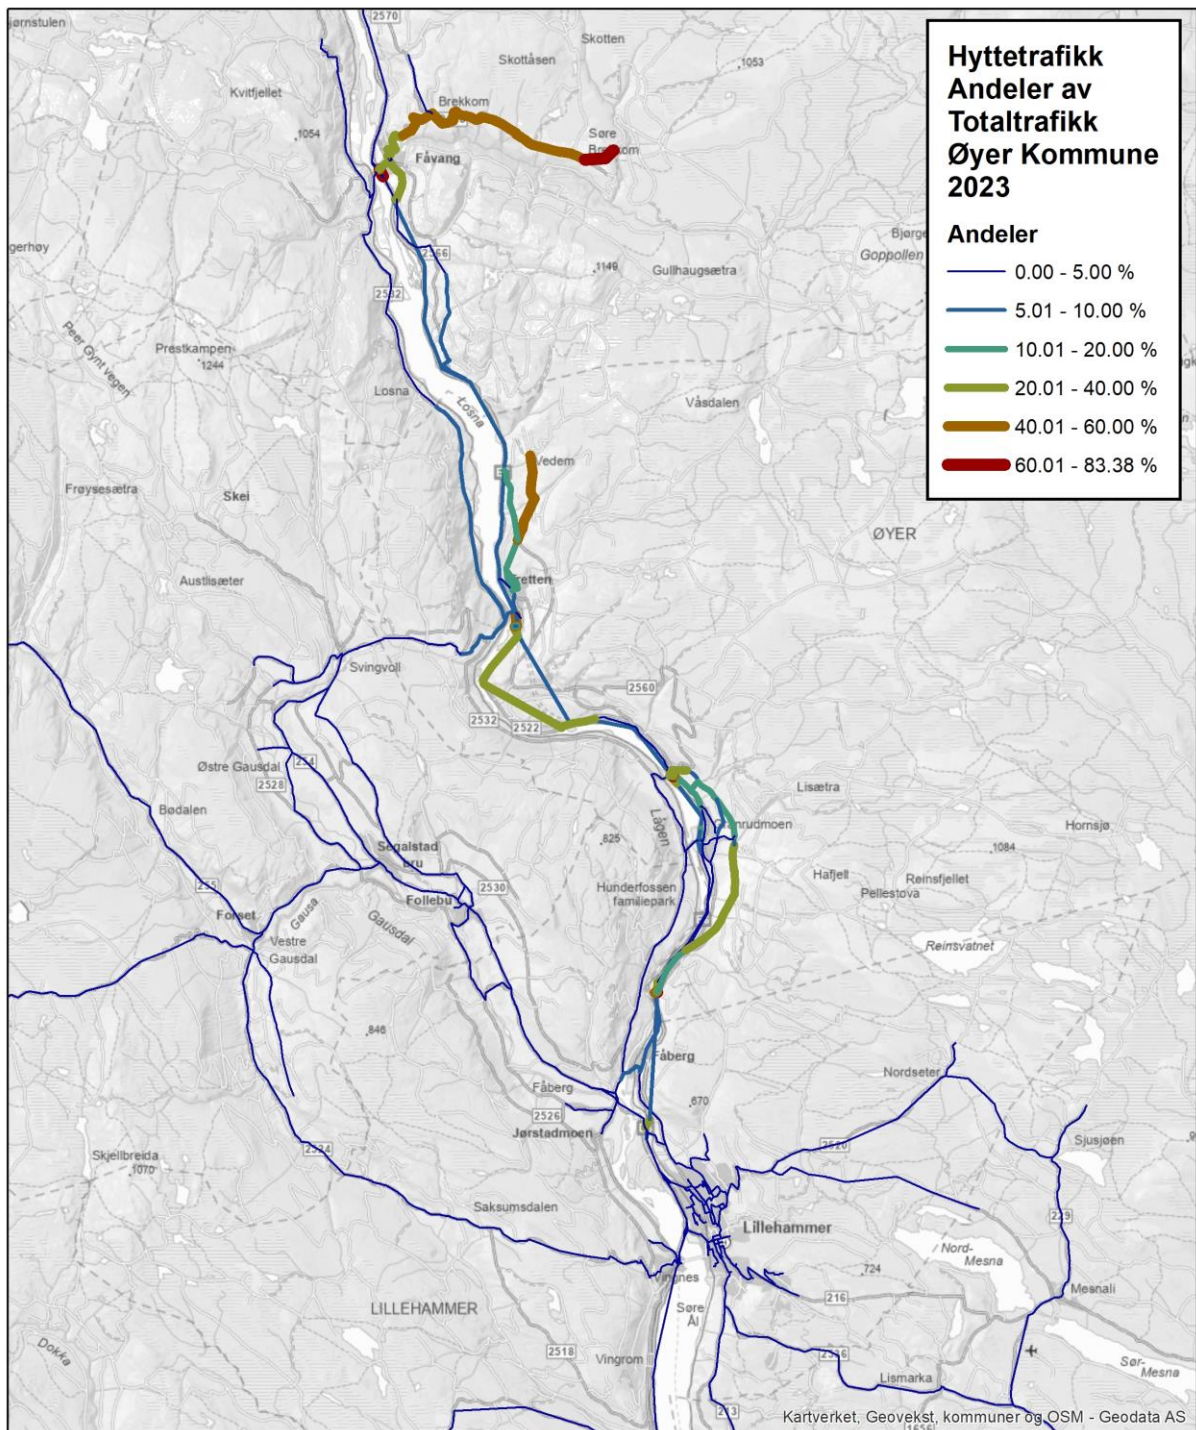 Hyttetrafikk
Andeler av
Totaltrafikk
Øyer Kommune
2023
Andeler
0.00 - 5.00 %
5.01 - 10.00 %
10.01 - 20.00 %
20.01 - 40.00 %
40.01 - 60.00 %
60.01 - 83.38 %
2570
Skotten
Skottåsen
1053
Kvitfjellet
Brekkom
1054
Søre
Fåvang
2566
1149
Gullhaugsætra
Goppollen
Peer Gynt vegen
Prestkampen
1244
Losna
Losna
Våsdalen
Vedem
Frøysesætra
Skei
ØYER
Austlisæter
Svingvoll
2560
2532
2522
254
Østre Gausdal
2528
Bødalen
Lisætra
Lågen
825
Hornsjø
1084
Segalstad
bru
Hafjell
Reinsfjellet
Pellestova
255
2530
Hunderfossen
familiepark
Follebu
Forset
Gausa
Gausdal
Vestre
Gausdal
Reinsvatnet
846
Fåberg
Fåberg
Nordseter
670
2526
Jørstadmoen
2524
Sjusjøen
Skjellbreida
1070
Saksumsdalen
229
Lillehammer
Nord-
Mesna
724
Vingnes
Mesnali
216
LILLEHAMMER
Søre
Ål
Dokka
2518
Vingrom
Lismarka
Sør-
Mesna
213
Kartverket, Geovekst, kommuner og OSM - Geodata AS